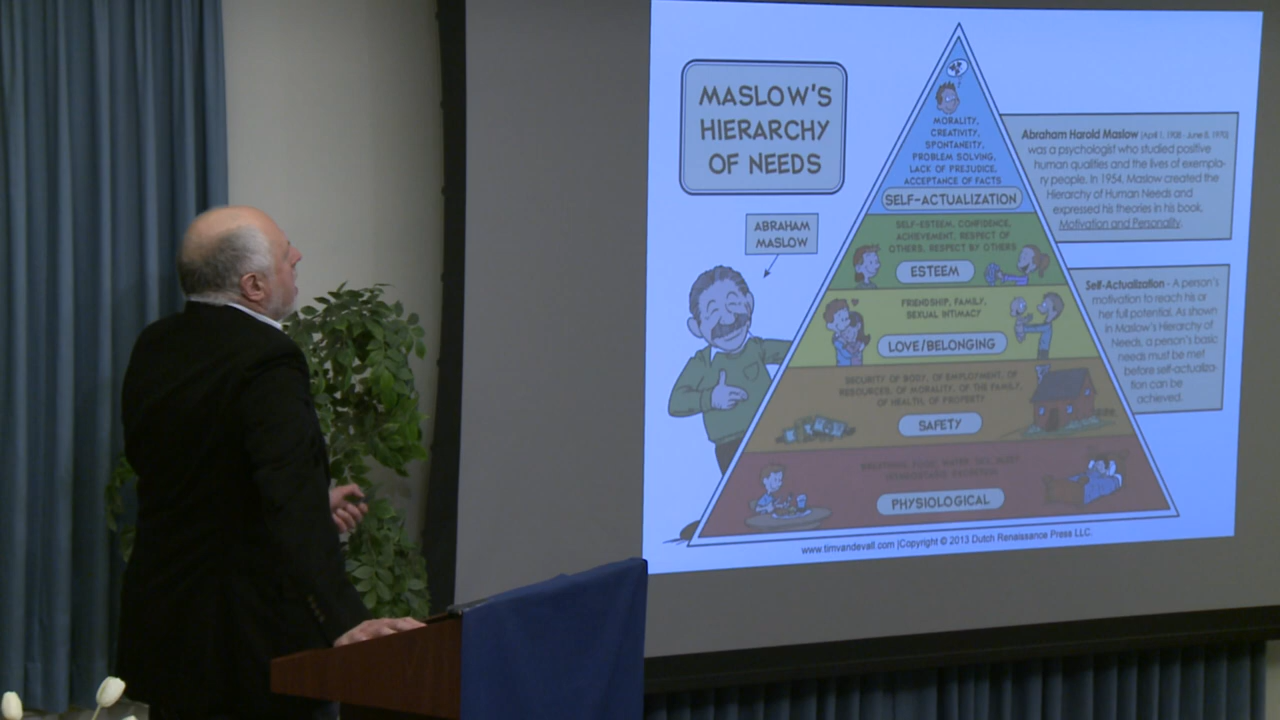 MASLOW'S
HIERARCHY
OF NEEDS
ABRAHAM
MASLOW
MORALITY,
CREATIVITY,
SPONTANEITY,
PROBLEM SOLVING,
LACK OF PREJUDICE,
ACCEPTANCE OF FACTS
SELF-ACTUALIZATION
SELF-ESTEEM, CONFIDENCE,
ACHIEVEMENT, RESPECT OF
OTHERS, RESPECT BY OTHERS
ESTEEM
FRIENDSHIP, FAMILY,
SEXUAL INTIMACY
LOVE/BELONGING
SECURITY OF BODY, OF EMPLOYMENT, OF
RESOURCES, OF MORALITY, OF THE FAMILY,
OF HEALTH, OF PROPERTY
SAFETY
PHYSIOLOGICAL
Abraham Harold Maslow (April 1, 1908 - June 8, 1970)
was a psychologist who studied positive
human qualities and the lives of exempla-
ry people. In 1954, Maslow created the
Hierarchy of Human Needs and
expressed his theories in his book,
Motivation and Personality.
Self-Actualization - A person's
motivation to reach his or
her full potential. As shown
in Maslow's Hierarchy of
Needs, a person's basic
needs must be met
before self-actualiza-
tion can be
achieved.
www.timvandevall.com |Copyright © 2013 Dutch Renaissance Press LLC.